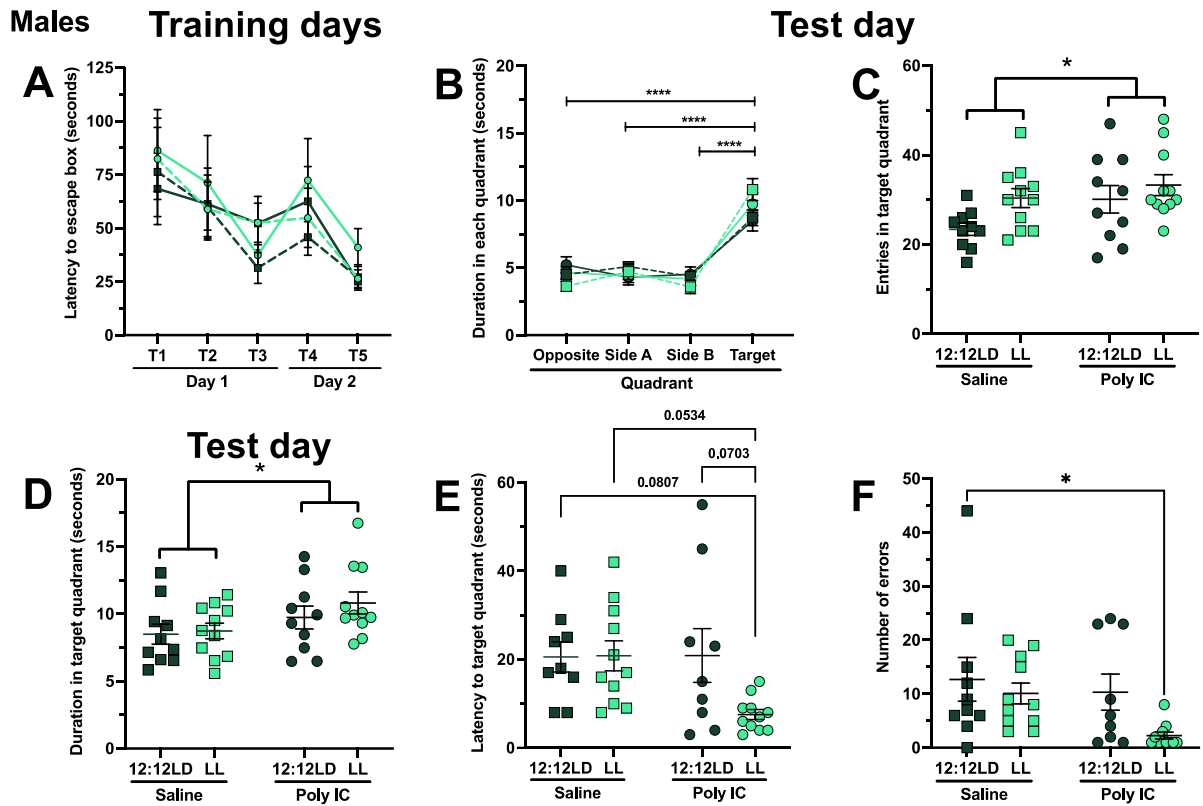 Males Training days Test day
A
Latency to escape box (seconds)
125
100
75
50
25
0
T1 T2 T3 T4 T5
Day 1 Day 2
B
Duration in each quadrant (seconds)
20
15
10
5
0
****
****
****
Opposite Side A Side B Target
Quadrant
C
Entries in target quadrant
60
40
20
0
*
12:12LD LL 12:12LD LL
Saline Poly IC
Test day
D
Duration in target quadrant (seconds)
20
15
10
5
0
*
12:12LD LL 12:12LD LL
Saline Poly IC
E
Latency to target quadrant (seconds)
60
40
20
0
0.0534
0.0703
0.0807
12:12LD LL 12:12LD LL
Saline Poly IC
F
Number of errors
50
40
30
20
10
0
*
12:12LD LL 12:12LD LL
Saline Poly IC